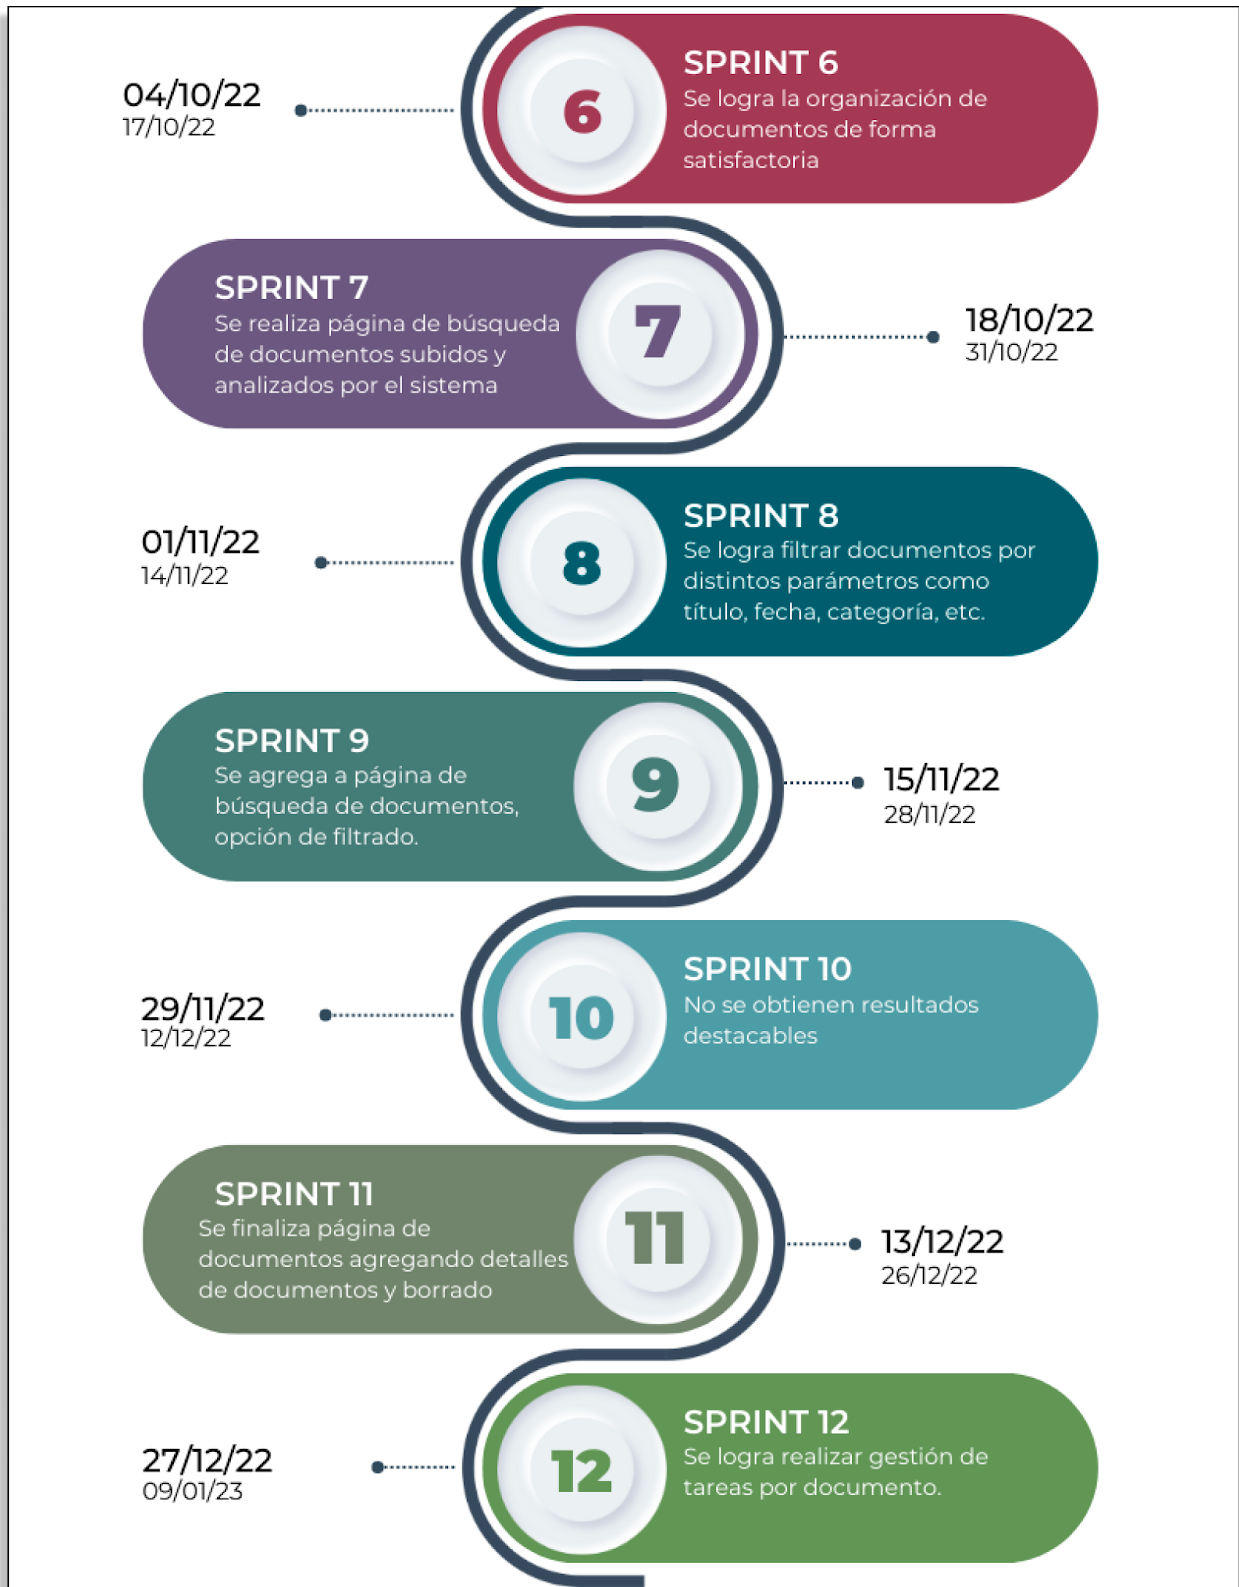 04/10/22
17/10/22
6
SPRINT 6
Se logra la organización de
documentos de forma
satisfactoria
SPRINT 7
Se realiza página de búsqueda
de documentos subidos y
analizados por el sistema
7
18/10/22
31/10/22
01/11/22
14/11/22
8
SPRINT 8
Se logra filtrar documentos por
distintos parámetros como
título, fecha, categoría, etc.
SPRINT 9
Se agrega a página de
búsqueda de documentos,
opción de filtrado.
9
15/11/22
28/11/22
29/11/22
12/12/22
10
SPRINT 10
No se obtienen resultados
destacables
SPRINT 11
Se finaliza página de
documentos agregando detalles
de documentos y borrado
11
13/12/22
26/12/22
27/12/22
09/01/23
12
SPRINT 12
Se logra realizar gestión de
tareas por documento.